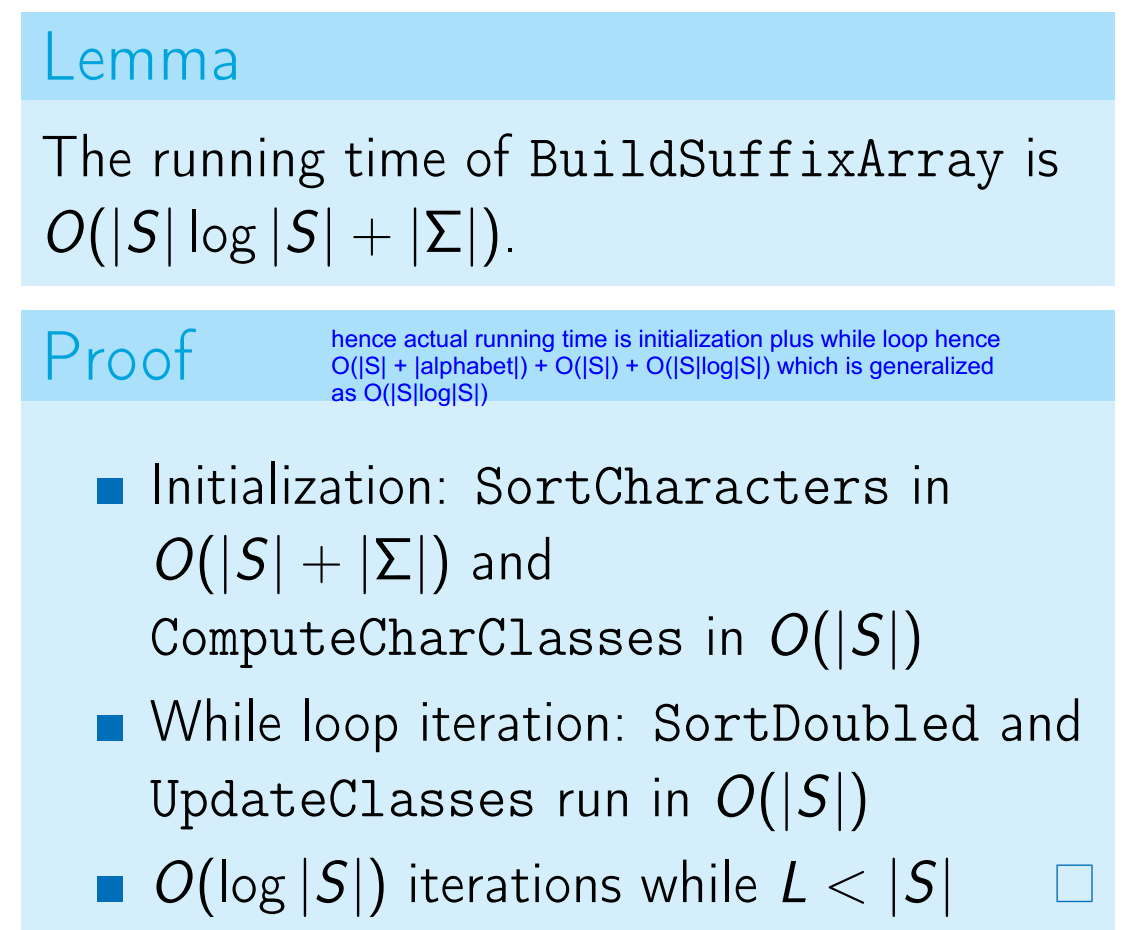 Lemma
The running time of BuildSuffixArray is
O(|S| log |S| + |Σ|).
Proof
hence actual running time is initialization plus while loop hence
O(|S| + |alphabet|) + O(|S|) + O(|S|log|S|) which is generalized
as O(|S|log|S|)
■ Initialization: SortCharacters in
O(|S| + |Σ|) and
ComputeCharClasses in O(|S|)
■ While loop iteration: SortDoubled and
UpdateClasses run in O(|S|)
■ O(log |S|) iterations while L < |S| □